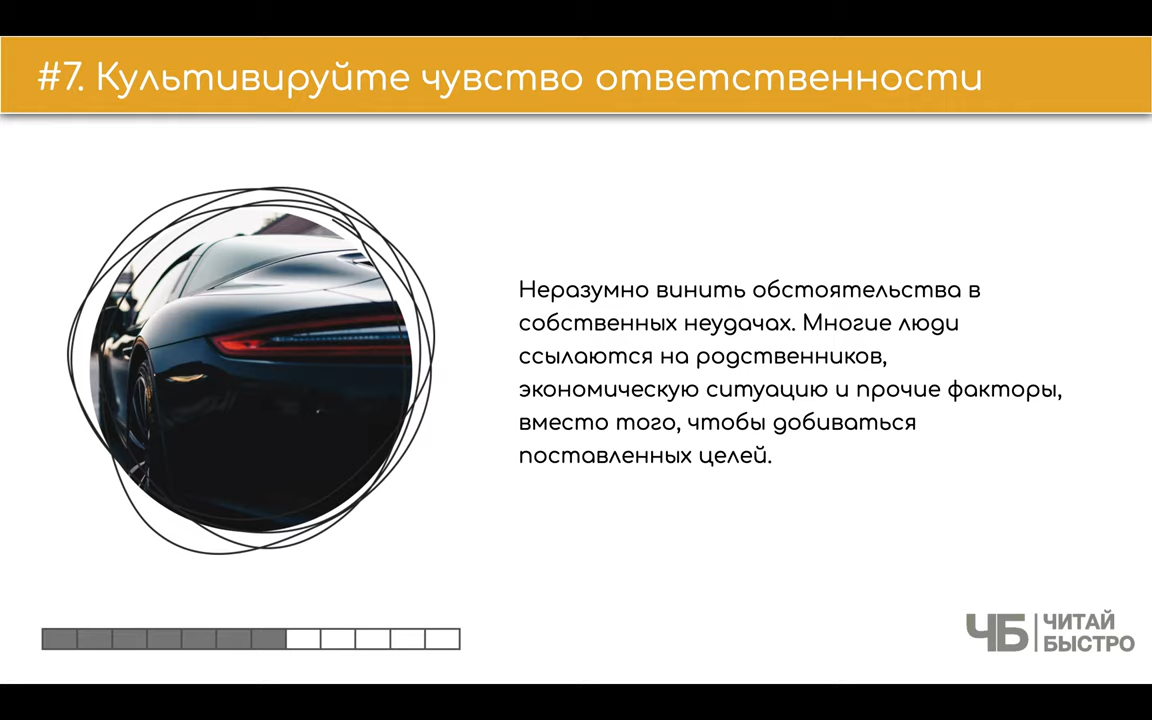 #7. Культивируйте чувство ответственности
Неразумно винить обстоятельства в
собственных неудачах. Многие люди
ссылаются на родственников,
экономическую ситуацию и прочие факторы,
вместо того, чтобы добиваться
поставленных целей.
ЧБ
ЧИТАЙ
БЫСТРО